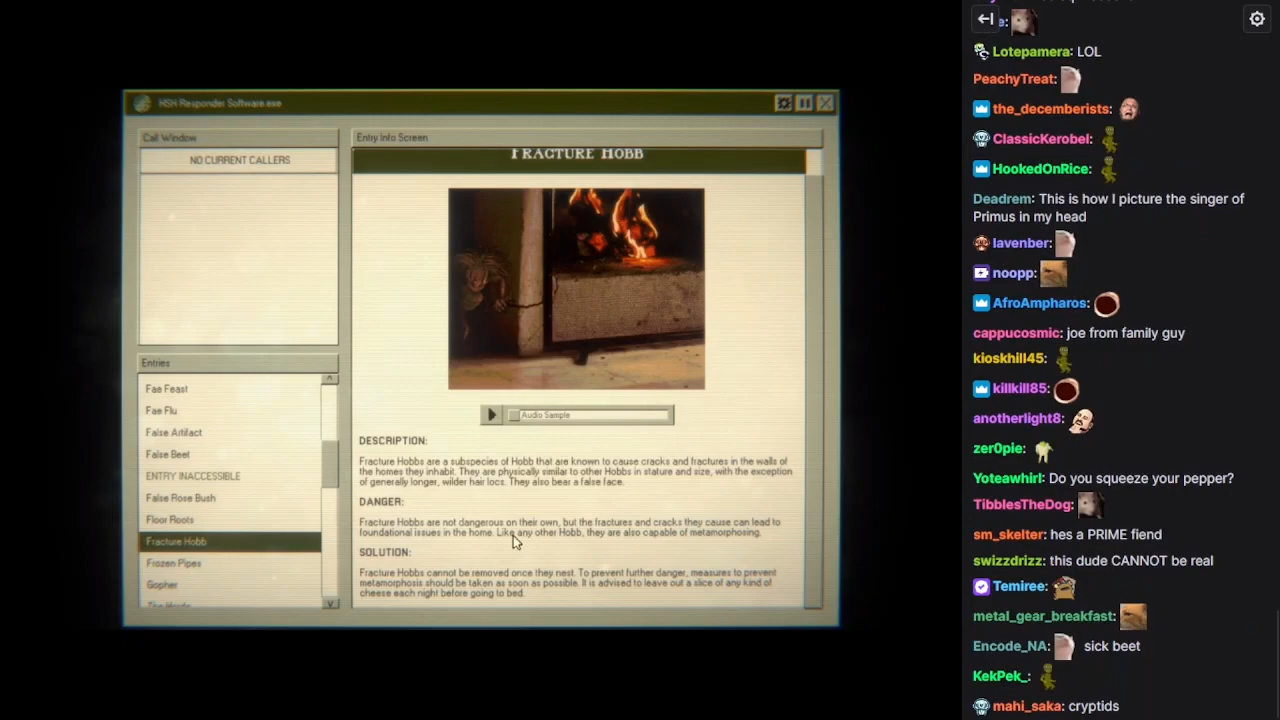 HSH Responder Software.exe
Call Window
NO CURRENT CALLERS
Entries
Fae Feast
Fae Flu
False Artifact
False Beet
ENTRY INACCESSIBLE
False Rose Bush
Floor Roots
Fracture Hobb
Frozen Pipes
Gopher
Entry Info Screen
FRACTURE HOBB
Audio Sample
DESCRIPTION:
Fracture Hobbs are a subspecies of Hobb that are known to cause cracks and fractures in the walls of
the homes they inhabit. They are physically similar to other Hobbs in stature and size, with the exception
of generally longer, wilder hair locs. They also bear a false face.
DANGER:
Fracture Hobbs are not dangerous on their own, but the fractures and cracks they cause can lead to
foundational issues in the home. Like any other Hobb, they are also capable of metamorphosing.
SOLUTION:
Fracture Hobbs cannot be removed once they nest. To prevent further danger, measures to prevent
metamorphosis should be taken as soon as possible. It is advised to leave out a slice of any kind of
cheese each night before going to bed.
Lotepamera: LOL
PeachyTreat:
the_decemberists:
ClassicKerobel:
HookedOnRice:
Deadrem: This is how I picture the singer of
Primus in my head
lavenber:
noopp:
AfroAmpharos:
cappucosmic: joe from family guy
kioskhill45:
killkill85:
anotherlight8:
zer0pie:
Yoteawhirl: Do you squeeze your pepper?
TibblesTheDog:
sm_skelter: hes a PRIME fiend
swizzdrizz: this dude CANNOT be real
Temiree:
metal_gear_breakfast:
Encode_NA: sick beet
KekPek_:
mahi_saka: cryptids